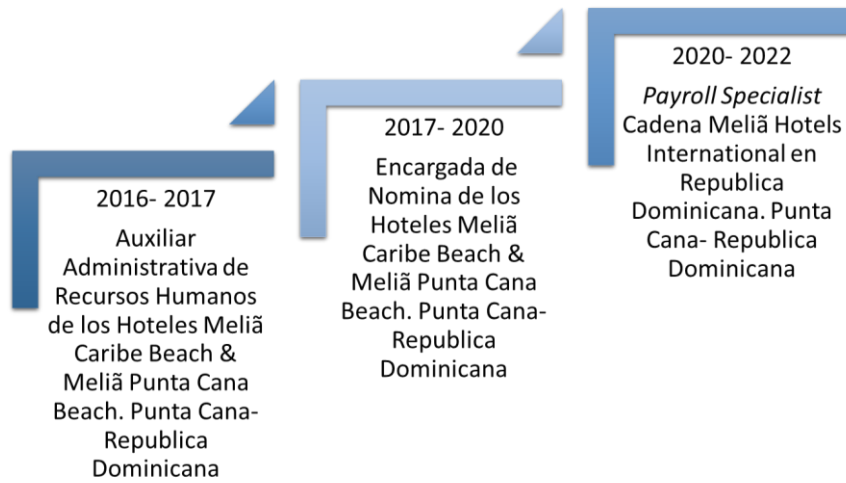 2016- 2017
Auxiliar
Administrativa de
Recursos Humanos
de los Hoteles Meliã
Caribe Beach &
Meliã Punta Cana
Beach. Punta Cana-
Republica
Dominicana
2017- 2020
Encargada de
Nomina de los
Hoteles Meliã
Caribe Beach &
Meliã Punta Cana
Beach. Punta Cana-
Republica
Dominicana
2020- 2022
Payroll Specialist
Cadena Meliã Hotels
International en
Republica
Dominicana. Punta
Cana- Republica
Dominicana